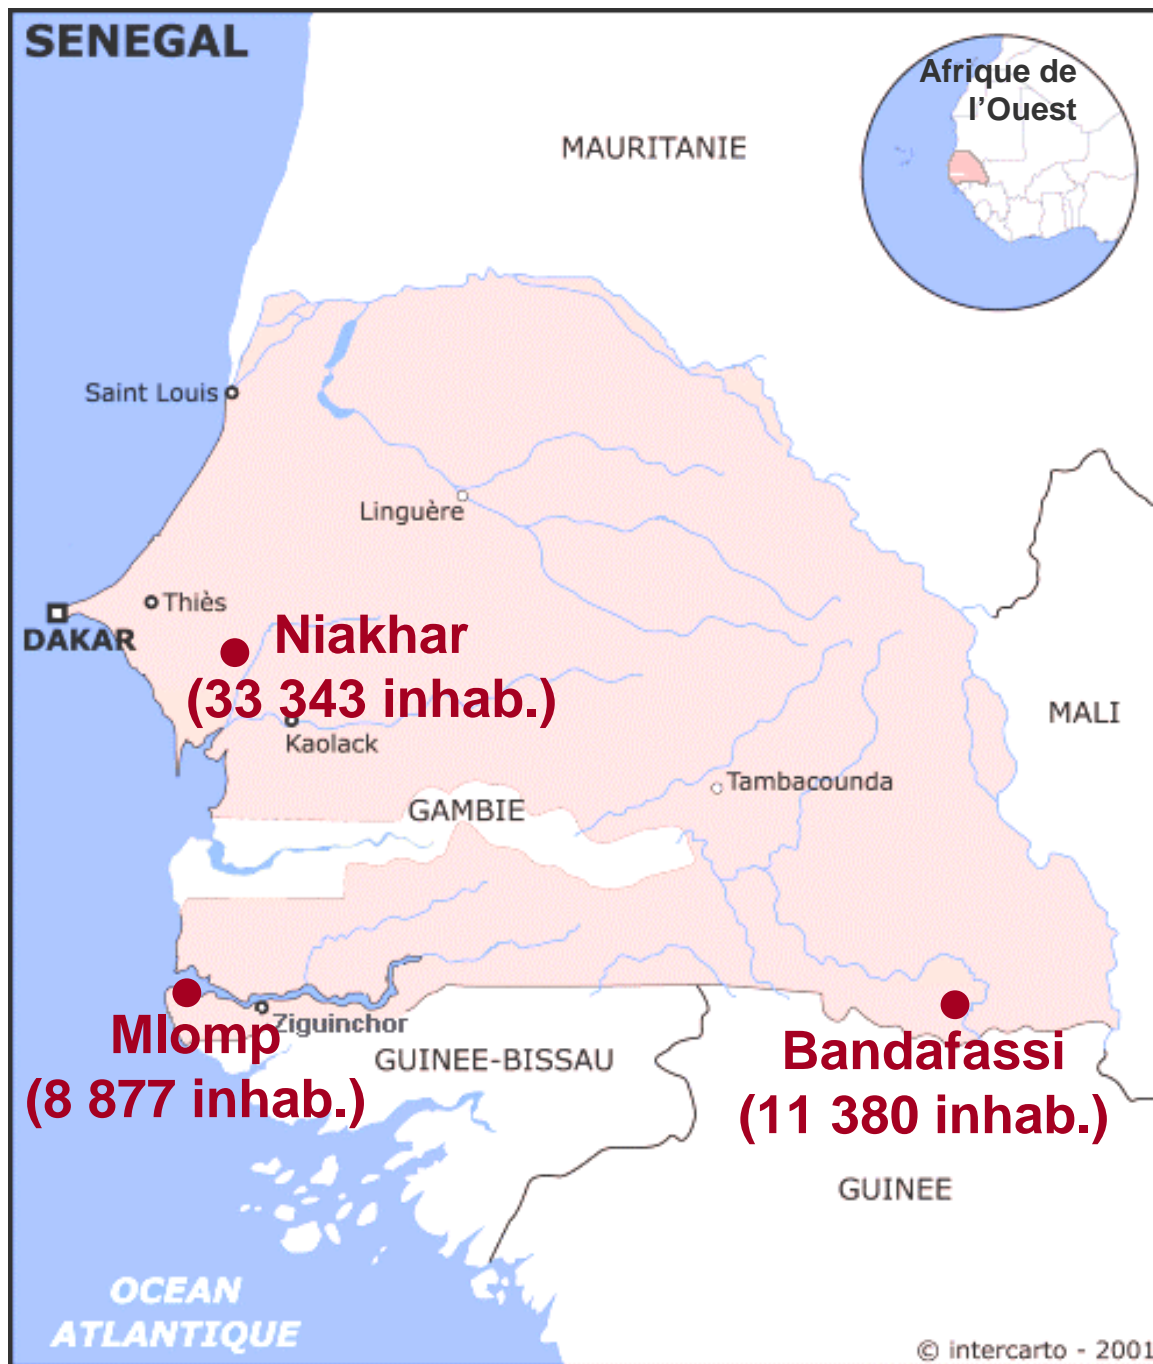 SENEGAL
Afrique de
l'Ouest
MAURITANIE
Saint Louis
Linguère
Thiès
DAKAR
Niakhar
(33 343 inhab.)
Kaolack
MALI
Tambacounda
GAMBIE
Mlomp
(8 877 inhab.)
Ziguinchor
GUINEE-BISSAU
Bandafassi
(11 380 inhab.)
GUINEE
OCEAN
ATLANTIQUE
© intercarto - 2001